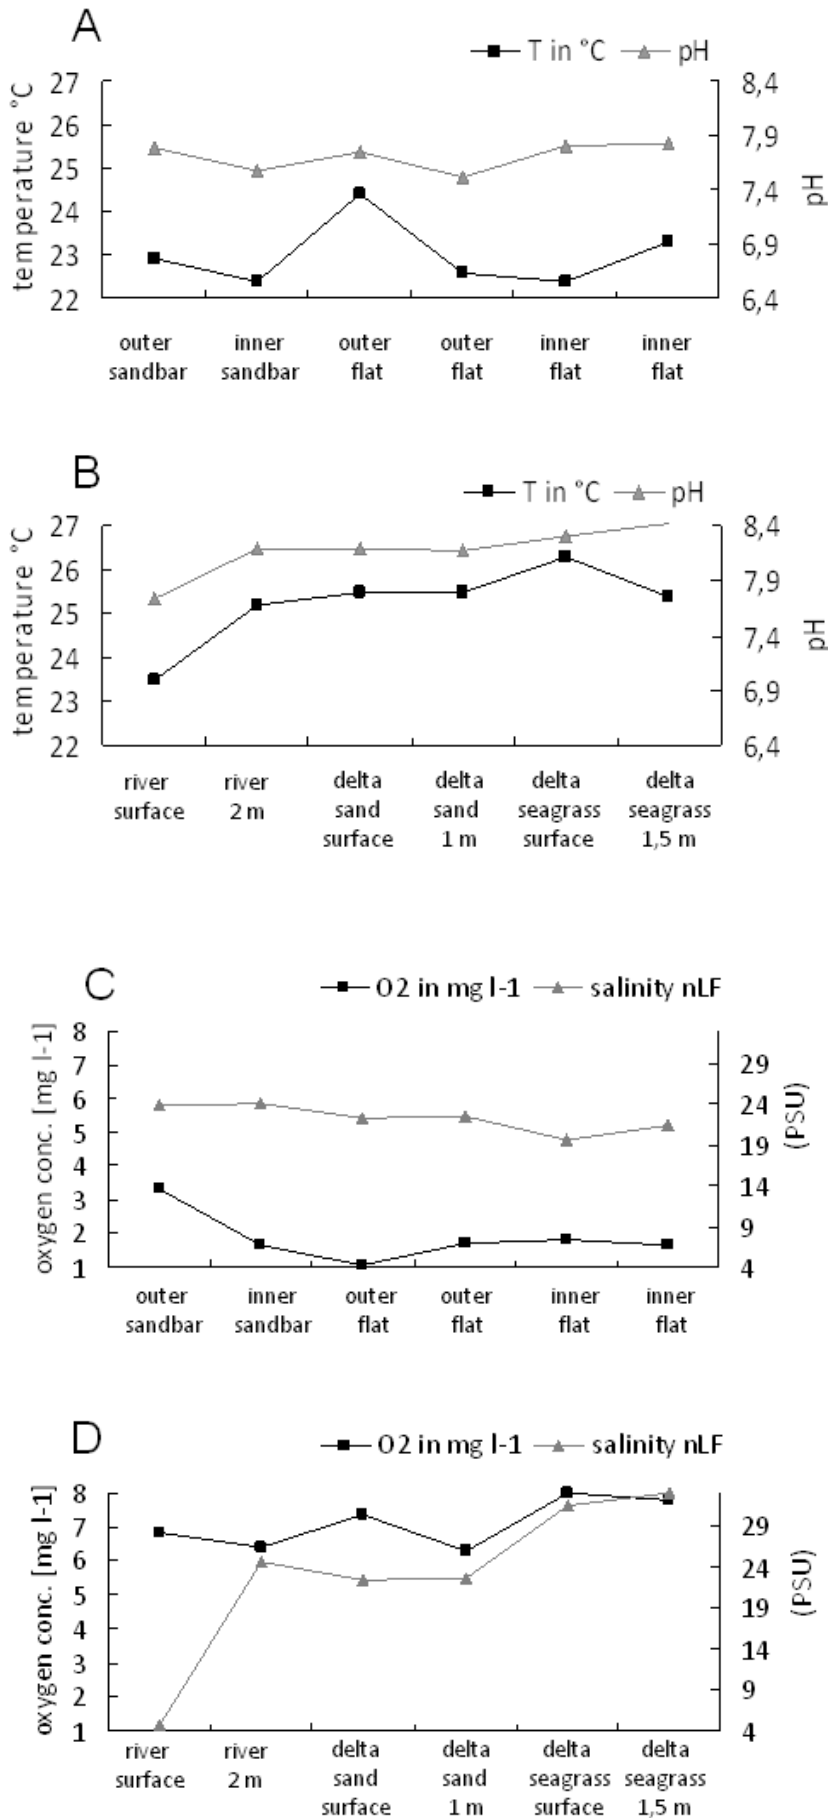 A
T in °C pH
temperature °C
27
26
25
24
23
22
8,4
7,9
7,4
6,9
6,4
pH
outer sandbar
inner sandbar
outer flat
outer flat
inner flat
inner flat
B
T in °C pH
temperature °C
27
26
25
24
23
22
8,4
7,9
7,4
6,9
6,4
pH
river surface
river 2 m
delta sand surface
delta sand 1 m
delta seagrass surface
delta seagrass 1,5 m
C
O2 in mg l-1 salinity nLF
oxygen conc. [mg l-1]
8
7
6
5
4
3
2
1
29
24
19
14
9
4
(PSU)
outer sandbar
inner sandbar
outer flat
outer flat
inner flat
inner flat
D
O2 in mg l-1 salinity nLF
oxygen conc. [mg l-1]
8
7
6
5
4
3
2
1
29
24
19
14
9
4
(PSU)
river surface
river 2 m
delta sand surface
delta sand 1 m
delta seagrass surface
delta seagrass 1,5 m